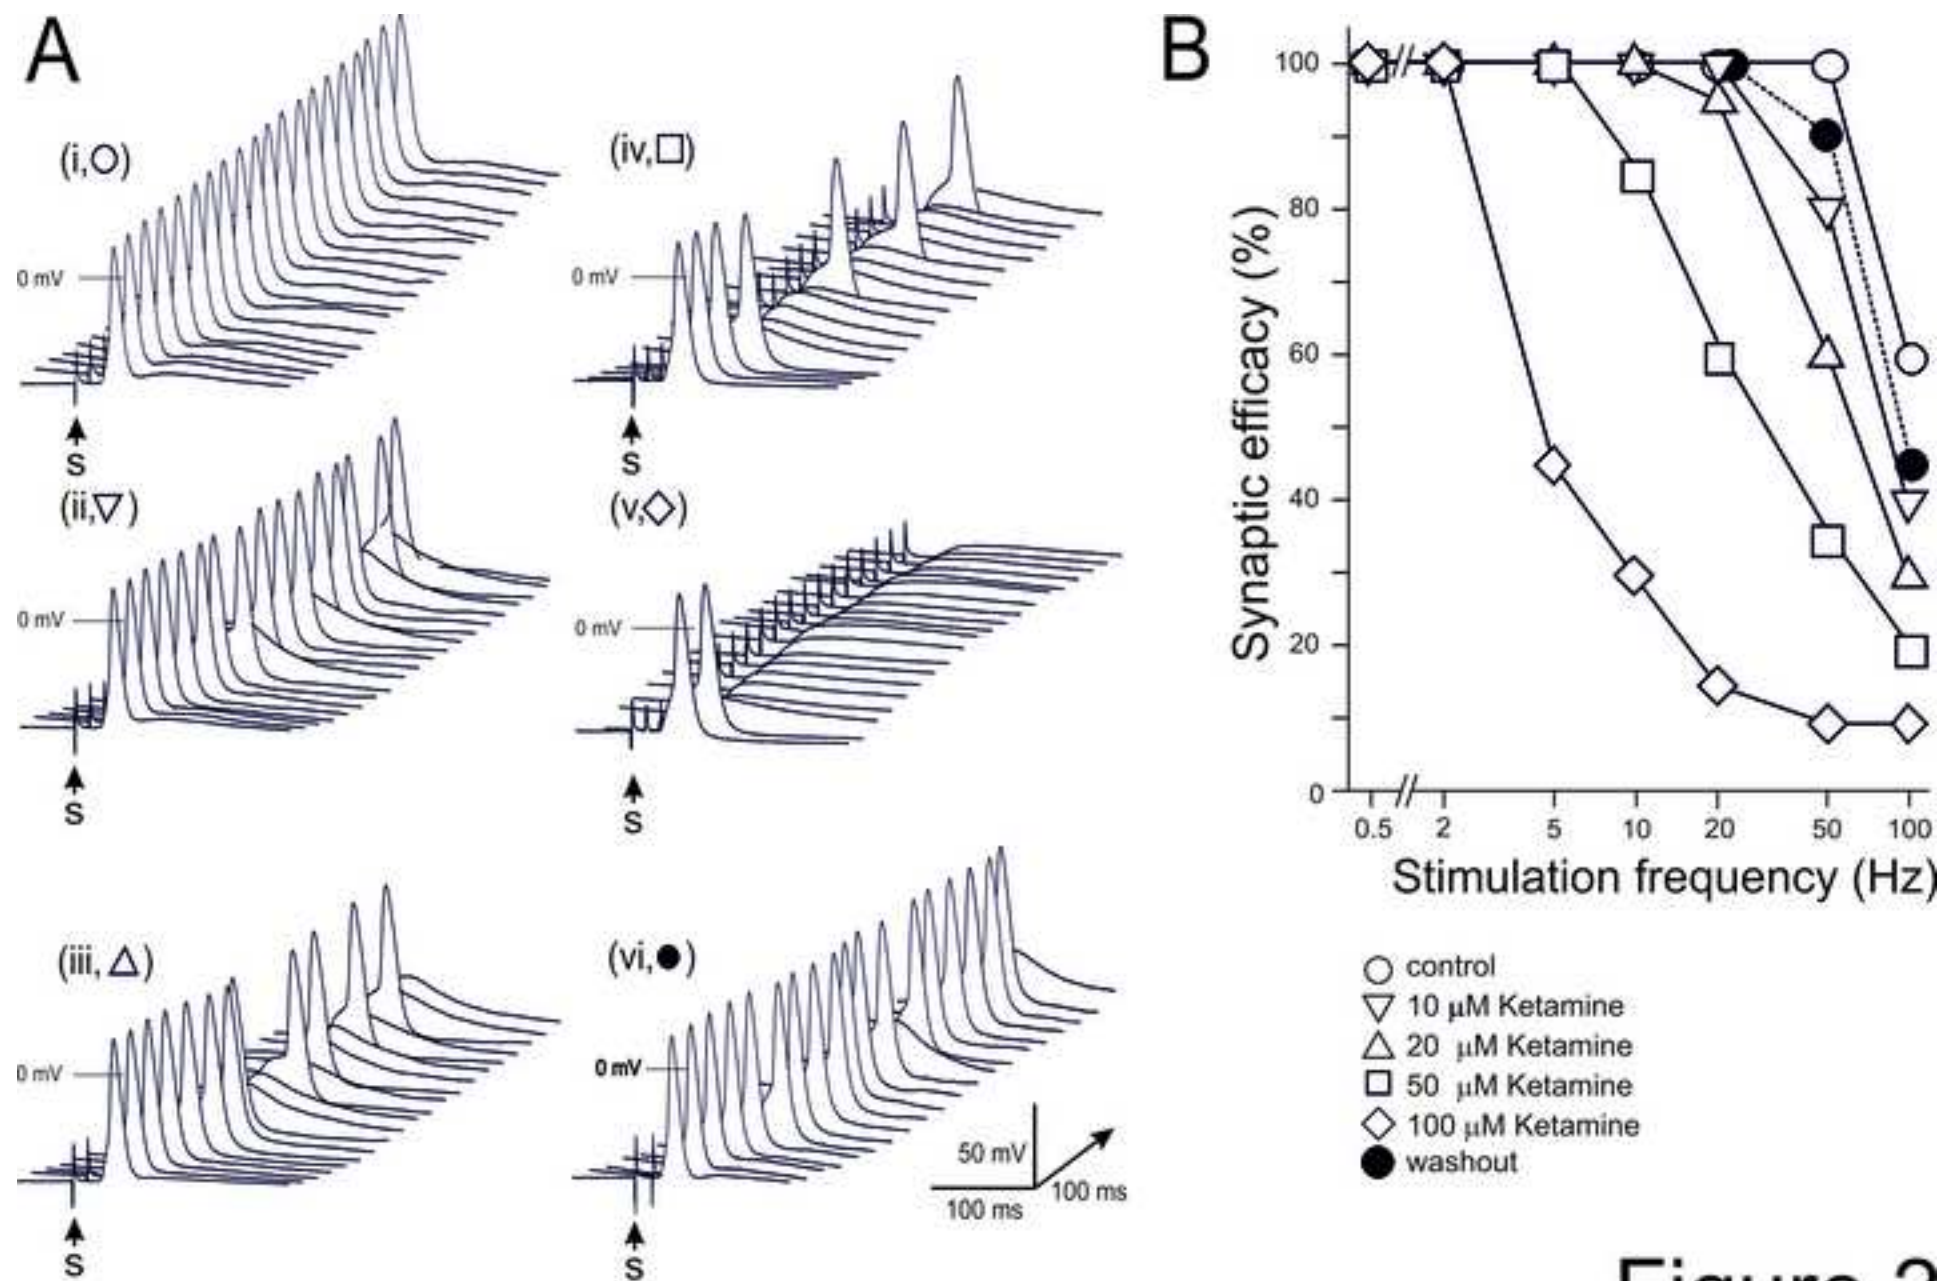 A
(i,○)
0 mV
S
(ii,▽)
0 mV
S
(iii, △)
0 mV
S
(iv,□)
0 mV
S
(v,◇)
0 mV
S
(vi,●)
0 mV
S
50 mV
100 ms
100 ms
B
Synaptic efficacy (%)
100
80
60
40
20
0
0.5 2 5 10 20 50 100
Stimulation frequency (Hz)
○ control
▽ 10 µM Ketamine
△ 20 µM Ketamine
□ 50 µM Ketamine
◇ 100 µM Ketamine
● washout